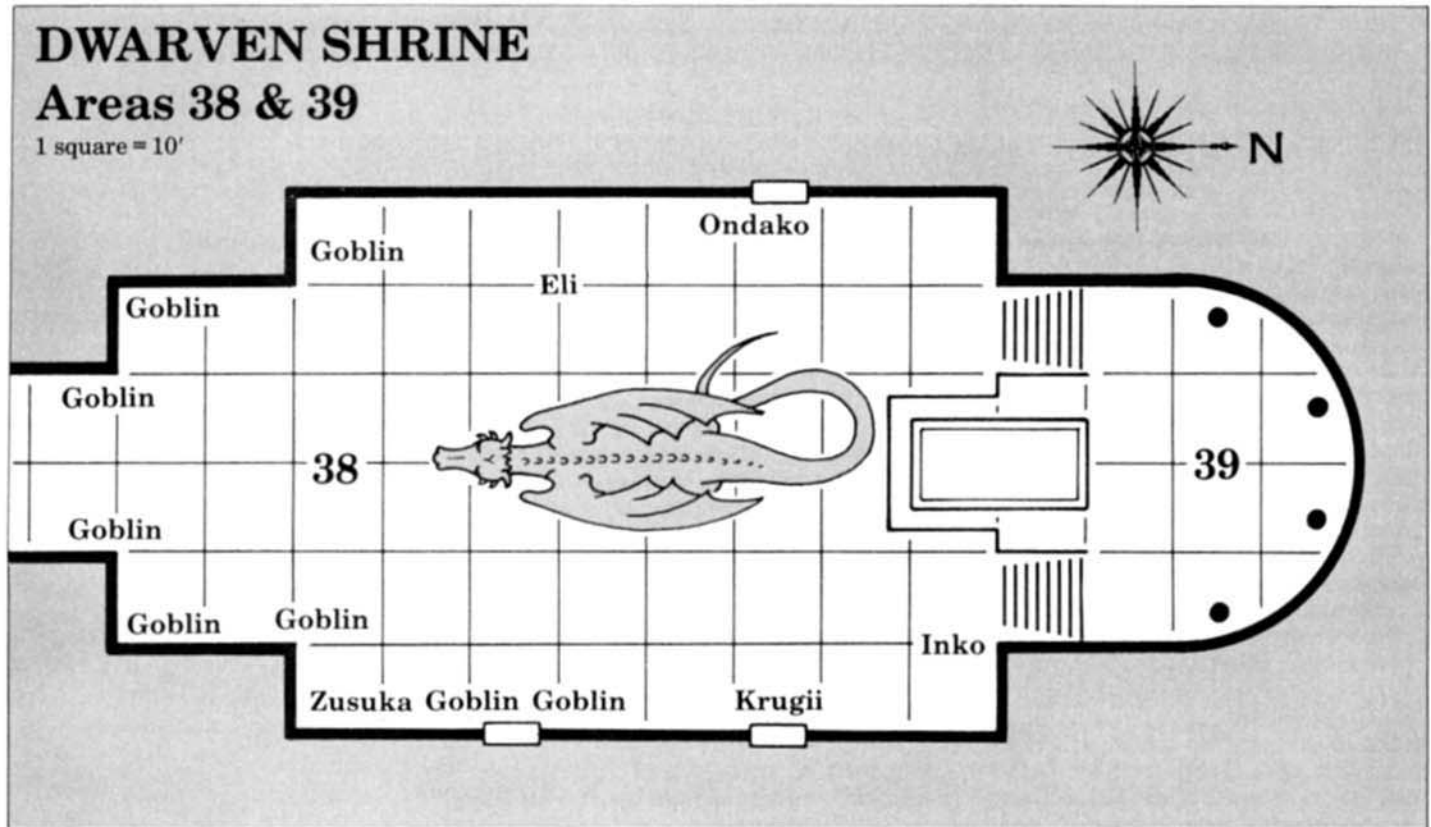 DWARVEN SHRINE
Areas 38 & 39
1 square = 10'
N
Ondako
Goblin
Eli
Goblin
Goblin
38
39
Goblin
Goblin
Goblin
Inko
Zusuka Goblin Goblin Krugii